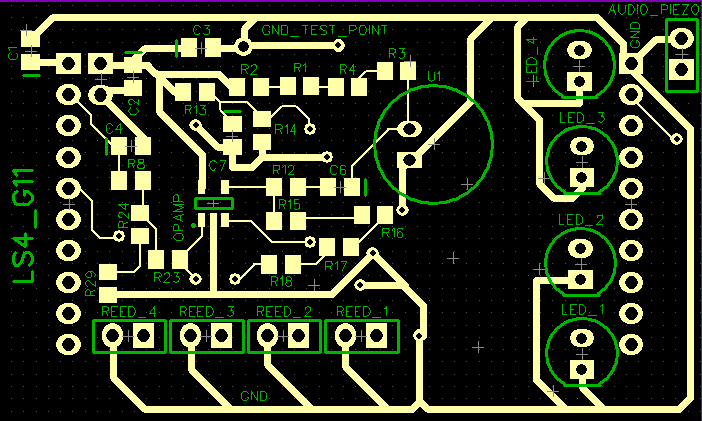 AUDIO_PIEZO
C3
GND_TEST_POINT
GND
C1
LED_4
R3
U1
R2
R1
R4
C2
R13
LED_3
C4
R14
R8
C7
R12
C6
LS4_G11
OPAMP
R15
R24
R16
LED_2
R23
R17
R29
R18
REED_4
REED_3
REED_2
REED_1
LED_1
GND